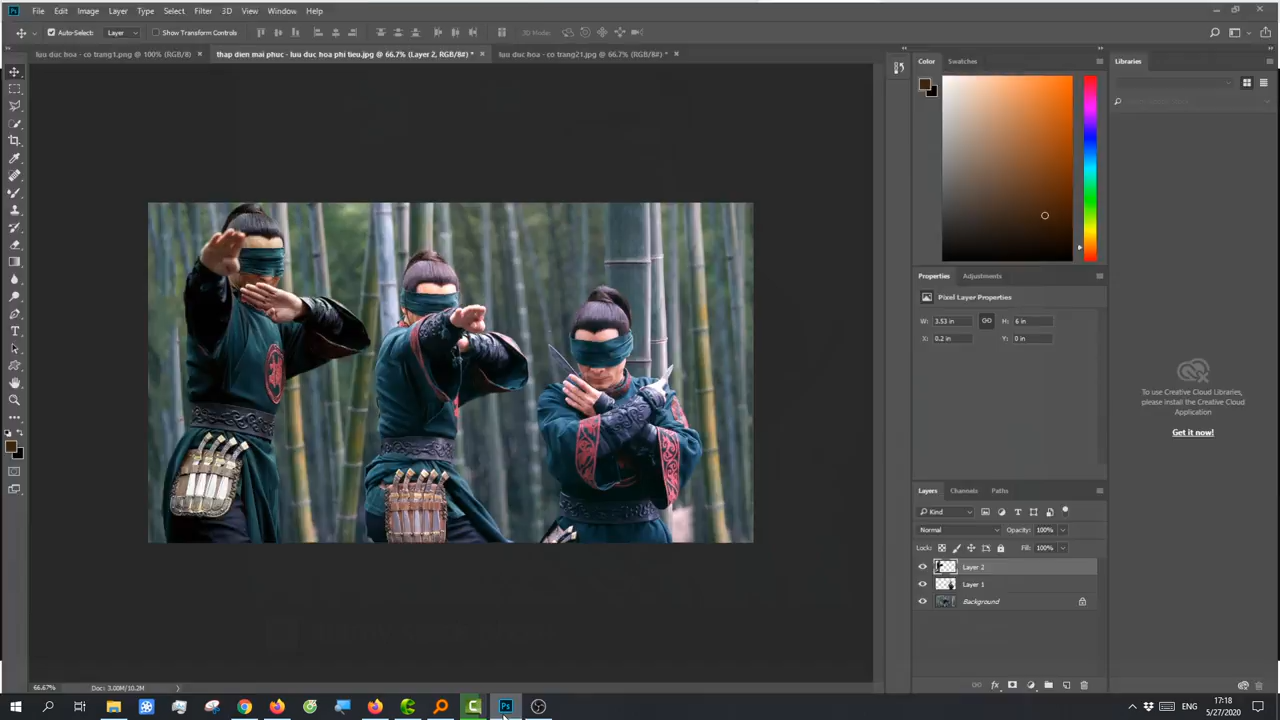 Ps File Edit Image Layer Type Select Filter 3D View Window Help
Auto-Select: Layer Show Transform Controls 3D Mode:
luu duc hoa - co trang1.png @ 100% (RGB/8) × thap dien mai phuc - luu duc hoa phi tieu.jpg @ 66.7% (Layer 2, RGB/8#) * × luu duc hoa - co trang21.jpg @ 66.7% (RGB/8#) * ×
Color Swatches
Libraries
Properties Adjustments
Pixel Layer Properties
W: 3.53 in H: 6 in
X: 0.2 in Y: 0 in
To use Creative Cloud Libraries,
please install the Creative Cloud
Application
Get it now!
Layers Channels Paths
Kind
Normal Opacity: 100%
Lock: Fill: 100%
Layer 2
Layer 1
Background
66.67% Doc: 3.00M/10.2M
Ps
ENG
17:18
5/27/2020